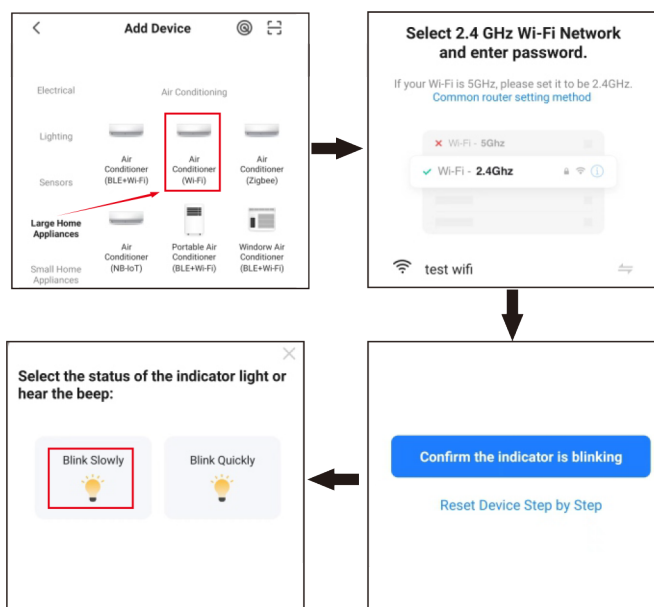 Add Device
Electrical
Lighting
Sensors
Large Home
Appliances
Small Home
Appliances
Air Conditioning
Air
Conditioner
(BLE+Wi-Fi)
Air
Conditioner
(Wi-Fi)
Air
Conditioner
(Zigbee)
Air
Conditioner
(NB-IoT)
Portable Air
Conditioner
(BLE+Wi-Fi)
Windorw Air
Conditioner
(BLE+Wi-Fi)
Select 2.4 GHz Wi-Fi Network
and enter password.
If your Wi-Fi is 5GHz, please set it to be 2.4GHz.
Common router setting method
Wi-Fi - 5Ghz
Wi-Fi - 2.4Ghz
test wifi
Confirm the indicator is blinking
Reset Device Step by Step
Select the status of the indicator light or
hear the beep:
Blink Slowly
Blink Quickly